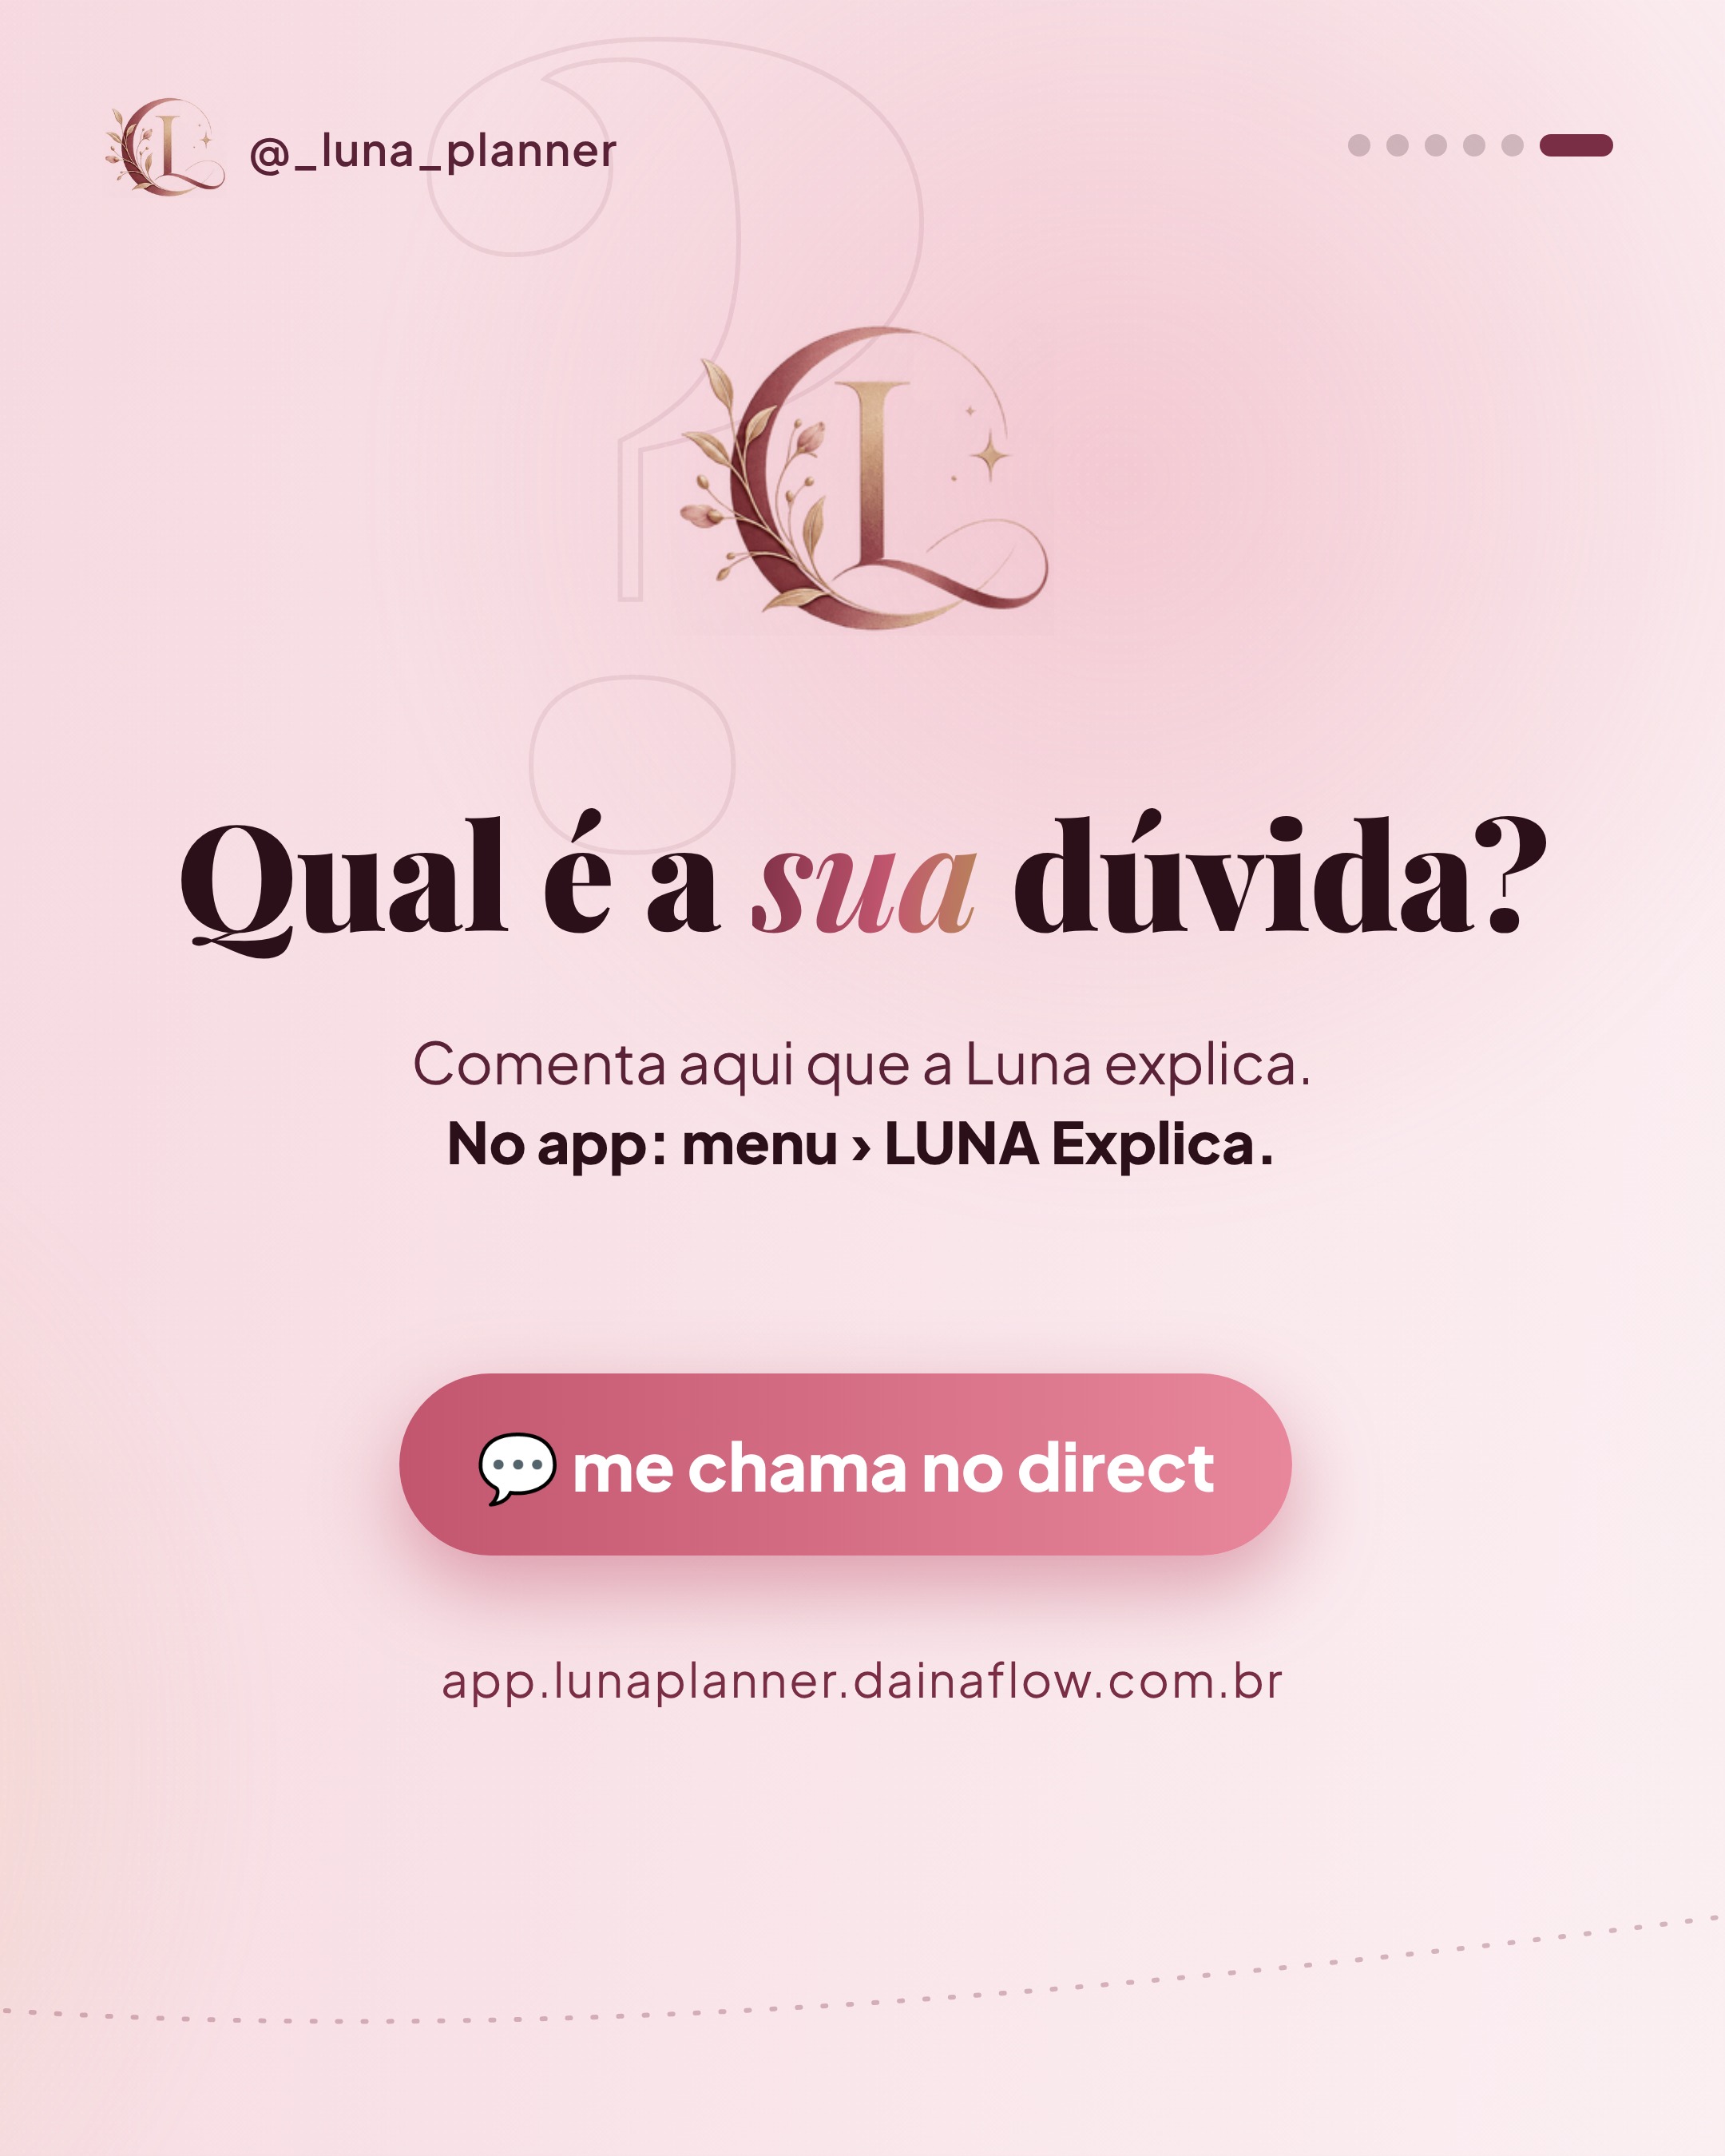 @_luna_planner
L
Qual é a sua dúvida?
Comenta aqui que a Luna explica.
No app: menu › LUNA Explica.
💬 me chama no direct
app.lunaplanner.dainaflow.com.br